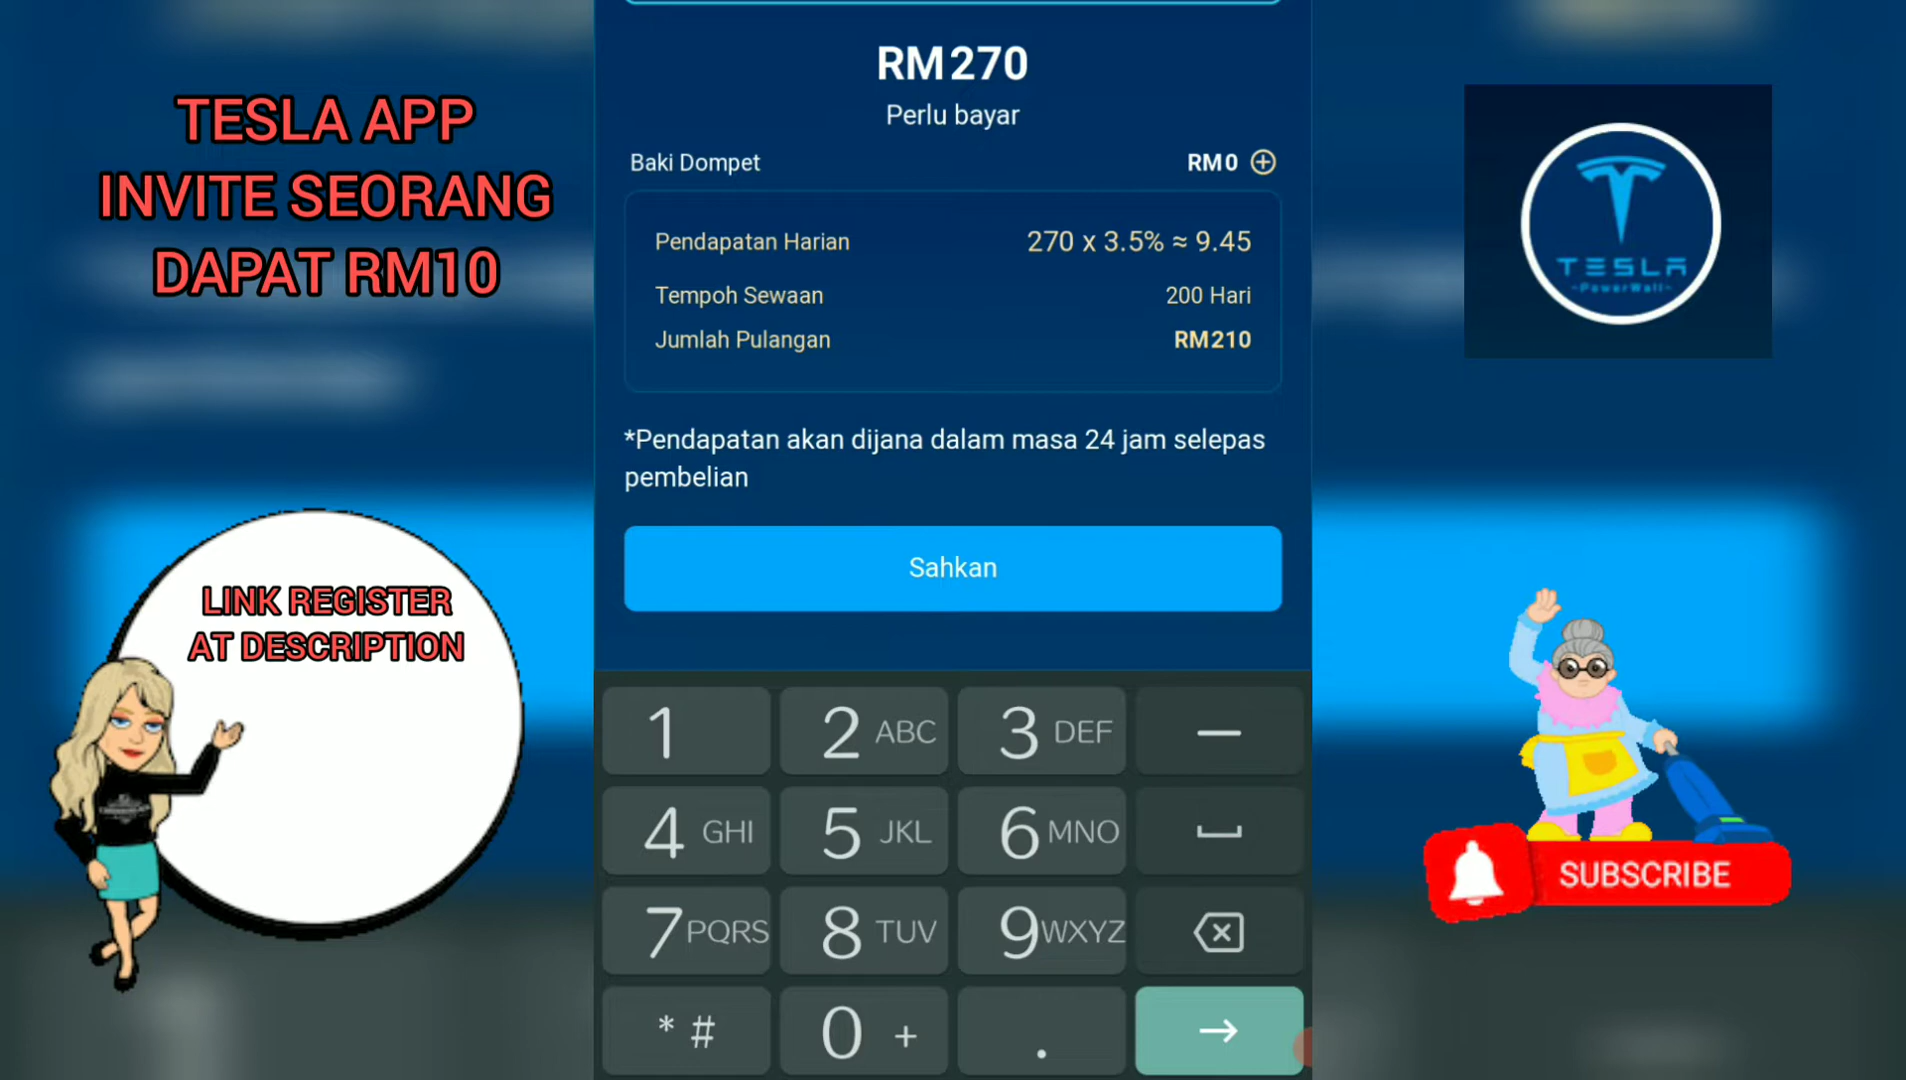 TESLA APP
INVITE SEORANG
DAPAT RM10
LINK REGISTER
AT DESCRIPTION
RM270
Perlu bayar
Baki Dompet RM0
Pendapatan Harian 270 x 3.5% ≈ 9.45
Tempoh Sewaan 200 Hari
Jumlah Pulangan RM210
*Pendapatan akan dijana dalam masa 24 jam selepas
pembelian
Sahkan
1 2 ABC 3 DEF —
4 GHI 5 JKL 6 MNO
7 PQRS 8 TUV 9 WXYZ
* # 0 + .
TESLA
~PowerWall~
SUBSCRIBE